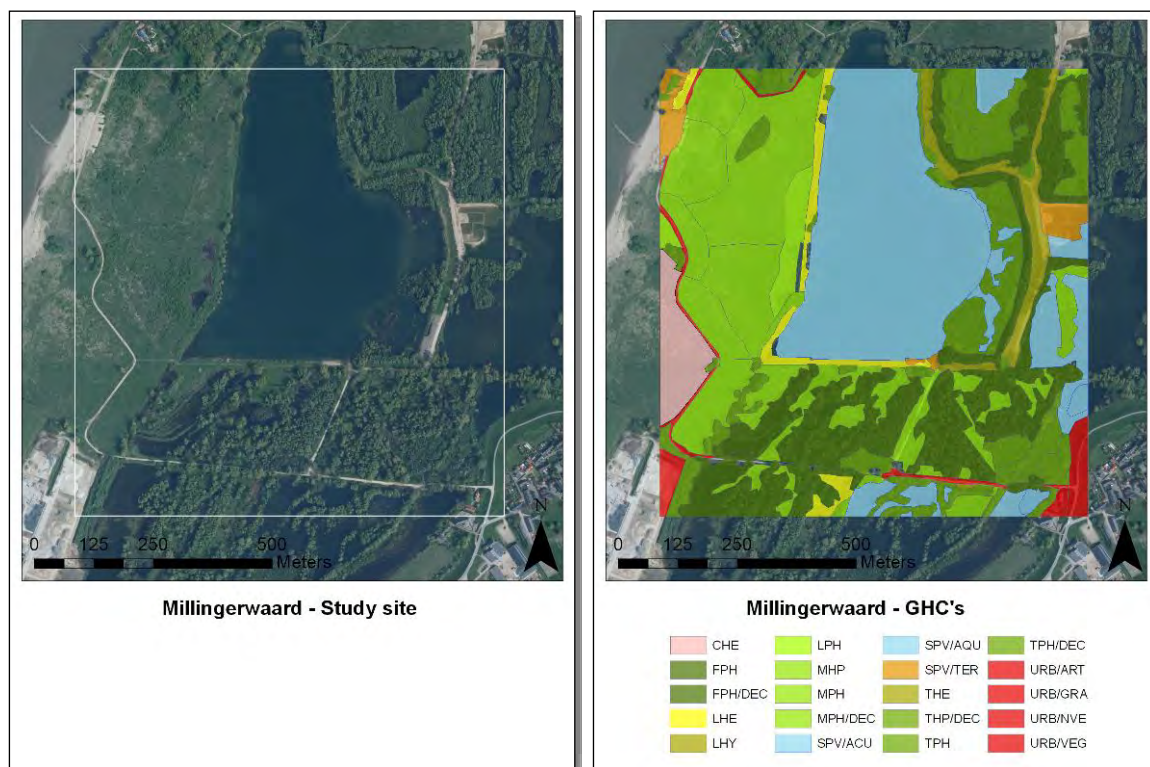 N
0 125 250 500
Meters
Millingerwaard - Study site
N
0 125 250 500
Meters
Millingerwaard - GHC's
CHE LPH SPV/AQU TPH/DEC
FPH MHP SPV/TER URB/ART
FPH/DEC MPH THE URB/GRA
LHE MPH/DEC THP/DEC URB/NVE
LHY SPV/ACU TPH URB/VEG